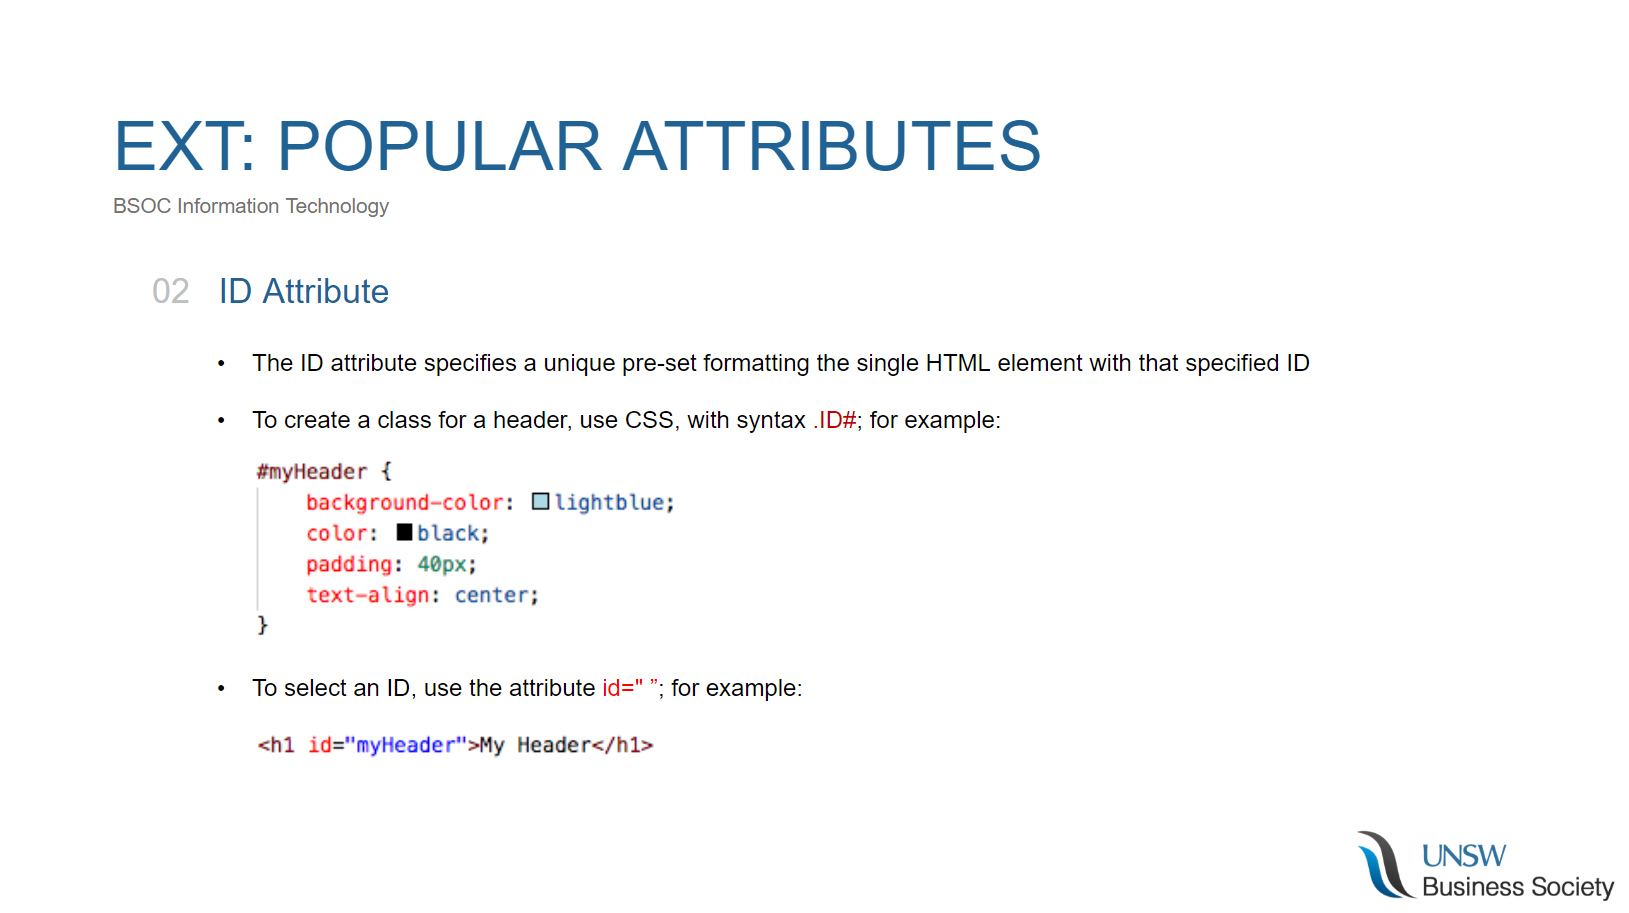 EXT: POPULAR ATTRIBUTES
BSOC Information Technology
02 ID Attribute
• The ID attribute specifies a unique pre-set formatting the single HTML element with that specified ID
• To create a class for a header, use CSS, with syntax .ID#; for example:
#myHeader {
background-color: lightblue;
color: black;
padding: 40px;
text-align: center;
}
• To select an ID, use the attribute id=" ”; for example:
<h1 id="myHeader">My Header</h1>
UNSW
Business Society